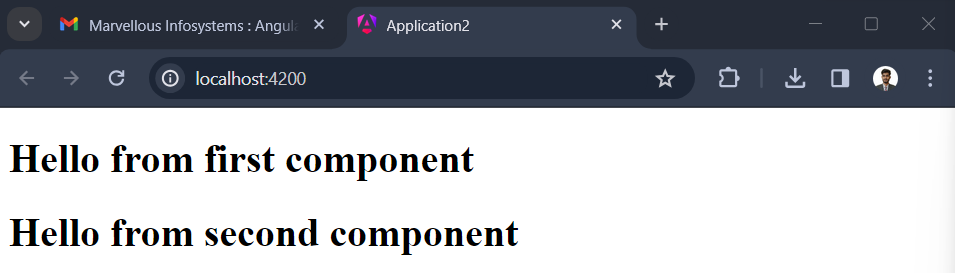 Marvellous Infosystems : Angula
Application2
localhost:4200
Hello from first component
Hello from second component